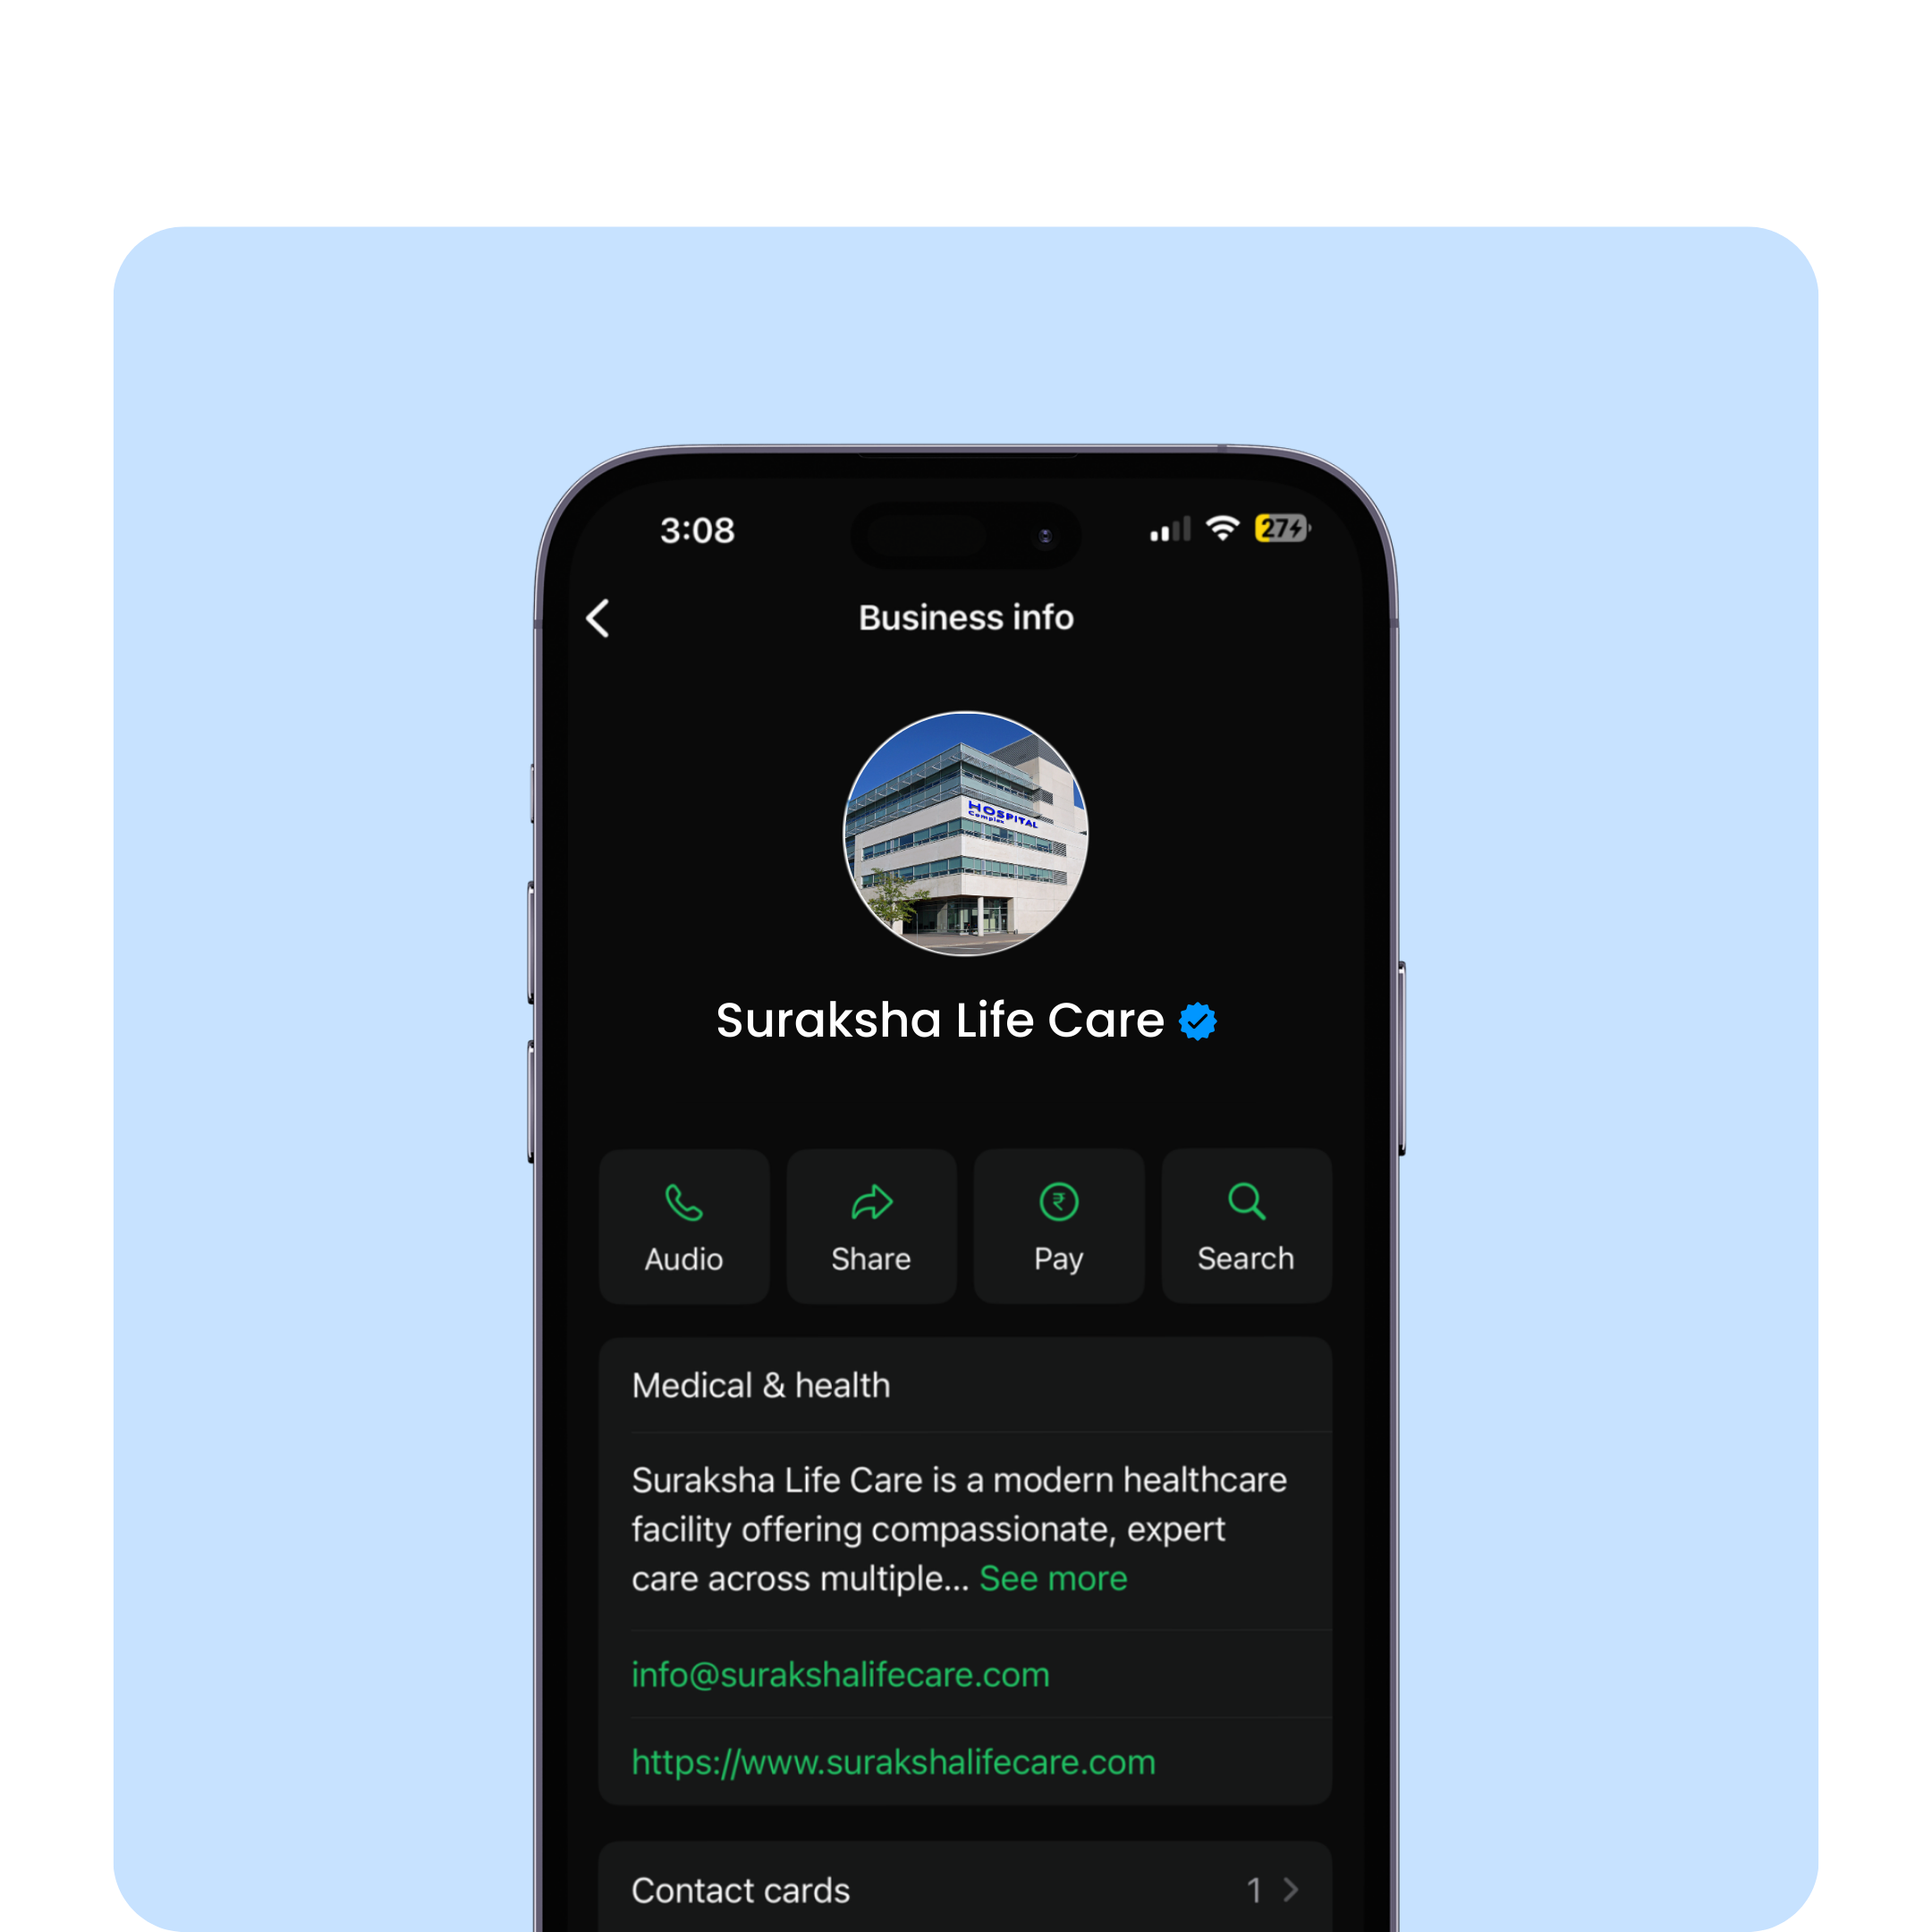 3:08
27
Business info
HOSPITAL
Complex
Suraksha Life Care
Audio
Share
Pay
Search
Medical & health
Suraksha Life Care is a modern healthcare
facility offering compassionate, expert
care across multiple... See more
info@surakshalifecare.com
https://www.surakshalifecare.com
Contact cards
1